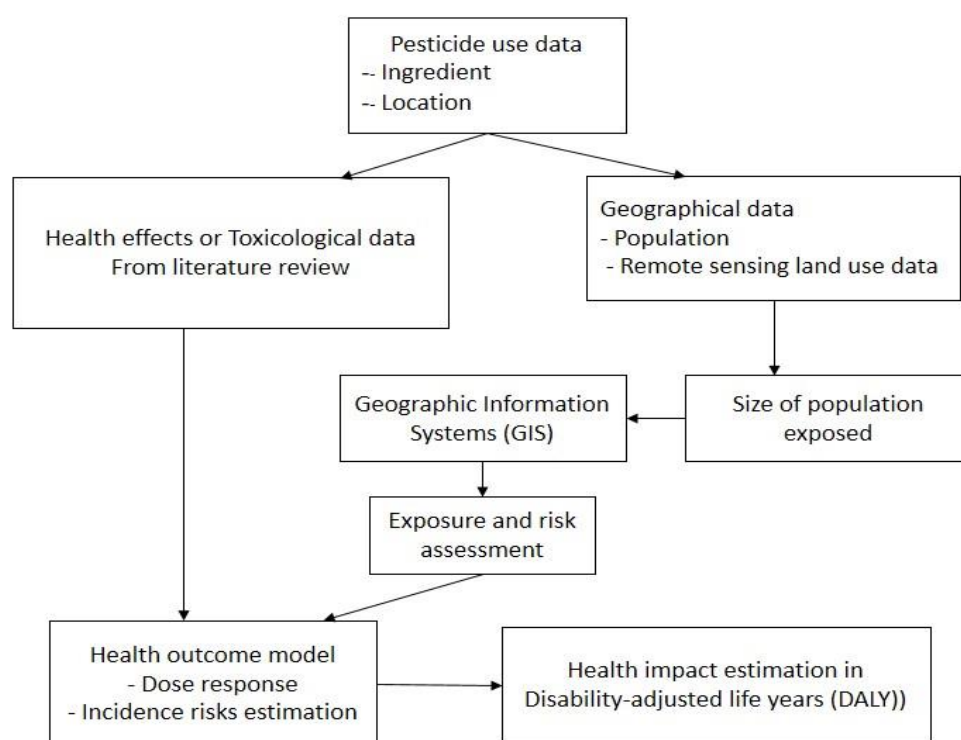 Pesticide use data
-- Ingredient
-- Location
Health effects or Toxicological data
From literature review
Geographical data
- Population
- Remote sensing land use data
Geographic Information
Systems (GIS)
Size of population
exposed
Exposure and risk
assessment
Health outcome model
- Dose response
- Incidence risks estimation
Health impact estimation in
Disability-adjusted life years (DALY))